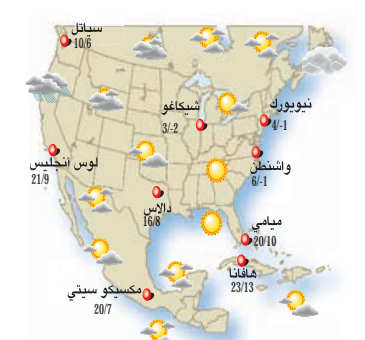 سياتل
10/6
شيكاغو
3/-2
نيويورك
4/-1
لوس أنجليس
21/9
واشنطن
6/-1
دالاس
16/8
ميامي
20/10
هافانا
23/13
مكسيكو سيتي
20/7